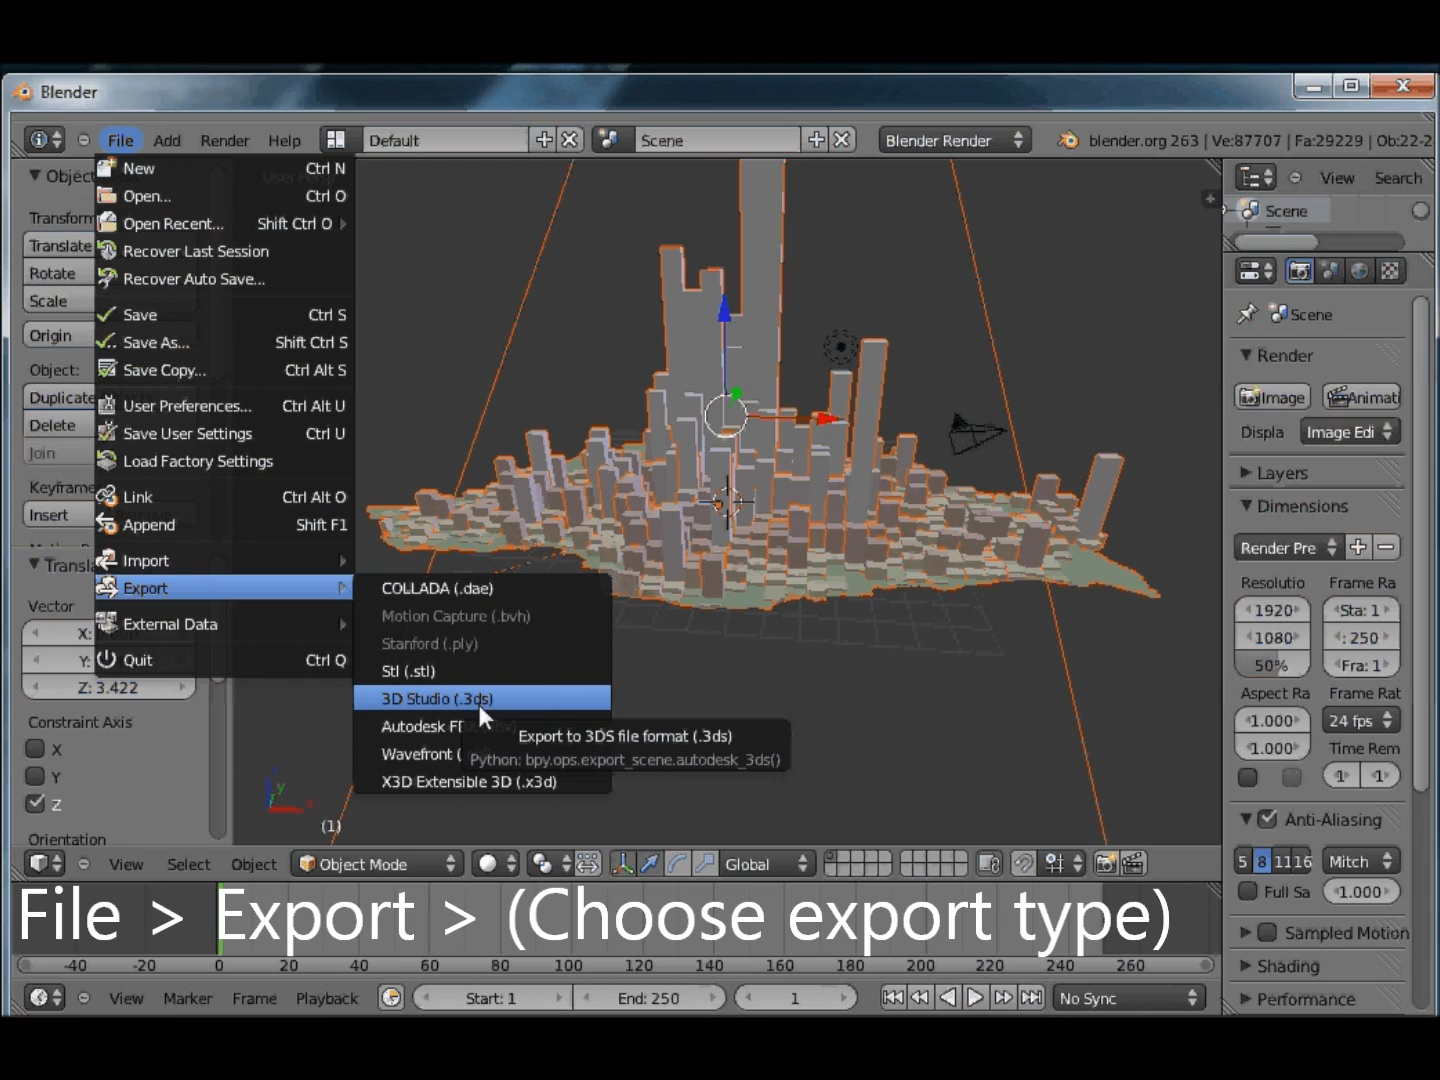 Blender
File Add Render Help Default Scene Blender Render blender.org 263 | Ve:87707 | Fa:29229 | Ob:22-2
Object
Transform
Translate
Rotate
Scale
Origin
Object:
Duplicate
Delete
Join
Keyframe
Insert
Transl
Vector
X:
Y:
Z: 3.422
Constraint Axis
X
Y
Z
Orientation
New Ctrl N
Open... Ctrl O
Open Recent... Shift Ctrl O
Recover Last Session
Recover Auto Save...
Save Ctrl S
Save As... Shift Ctrl S
Save Copy... Ctrl Alt S
User Preferences... Ctrl Alt U
Save User Settings Ctrl U
Load Factory Settings
Link Ctrl Alt O
Append Shift F1
Import
Export
External Data
Quit Ctrl Q
COLLADA (.dae)
Motion Capture (.bvh)
Stanford (.ply)
Stl (.stl)
3D Studio (.3ds)
Autodesk F
Wavefront (
X3D Extensible 3D (.x3d)
Export to 3DS file format (.3ds)
Python: bpy.ops.export_scene.autodesk_3ds()
y
(1)
View Search
Scene
Scene
Render
Image Animati
Displa Image Edi
Layers
Dimensions
Render Pre
Resolutio Frame Ra
1920 Sta: 1
1080 : 250
50% Fra: 1
Aspect Ra Frame Rat
1.000 24 fps
1.000 Time Rem
1 1
Anti-Aliasing
5 8 11 16 Mitch
Full Sa 1.000
Sampled Motion
Shading
Performance
View Select Object Object Mode Global
File > Export > (Choose export type)
-40 -20 0 20 40 60 80 100 120 140 160 180 200 220 240 260
View Marker Frame Playback Start: 1 End: 250 1 No Sync